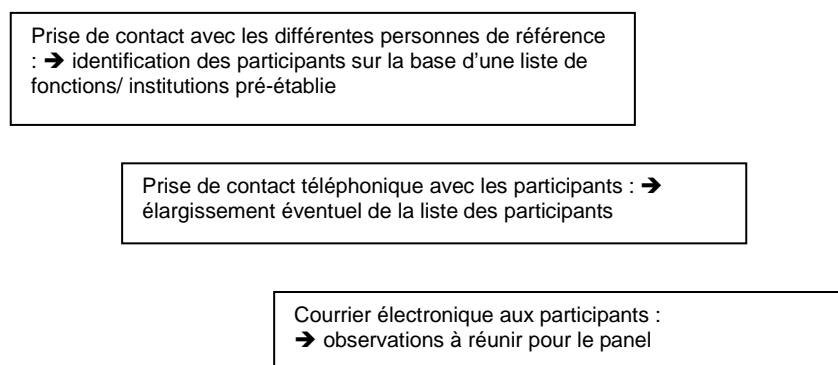 Prise de contact avec les différentes personnes de référence
: ➔ identification des participants sur la base d’une liste de
fonctions/ institutions pré-établie
Prise de contact téléphonique avec les participants : ➔
élargissement éventuel de la liste des participants
Courrier électronique aux participants :
➔ observations à réunir pour le panel